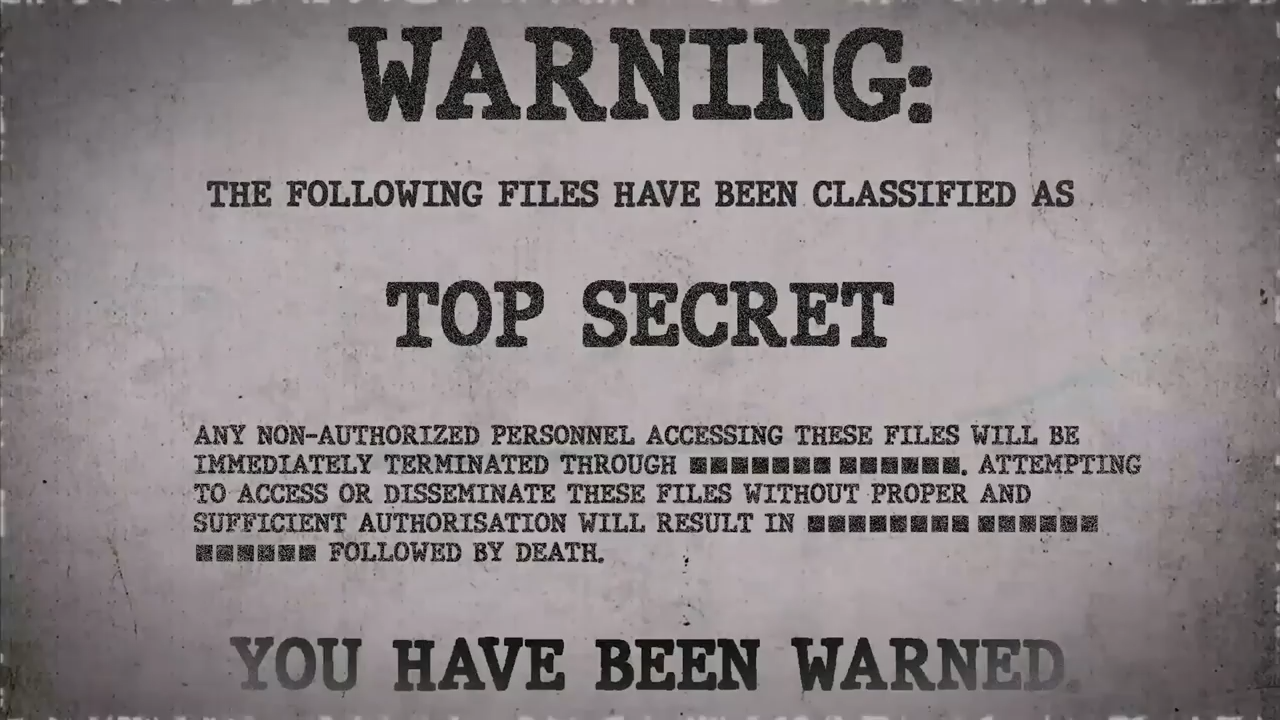 WARNING:
THE FOLLOWING FILES HAVE BEEN CLASSIFIED AS
TOP SECRET
ANY NON-AUTHORIZED PERSONNEL ACCESSING THESE FILES WILL BE
IMMEDIATELY TERMINATED THROUGH ■■■■■■■ ■■■■■■. ATTEMPTING
TO ACCESS OR DISSEMINATE THESE FILES WITHOUT PROPER AND
SUFFICIENT AUTHORISATION WILL RESULT IN ■■■■■■■■ ■■■■■■
■■■■■■ FOLLOWED BY DEATH.
YOU HAVE BEEN WARNED.